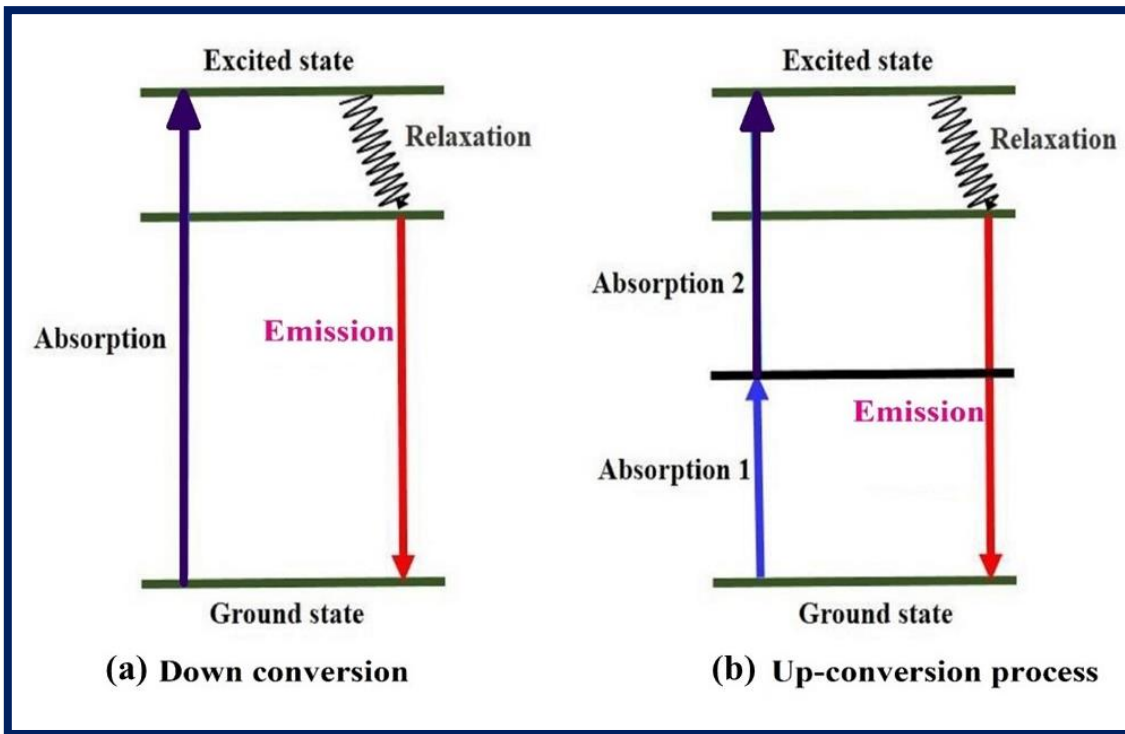 Excited state
Relaxation
Absorption
Emission
Ground state
(a) Down conversion
Excited state
Relaxation
Absorption 2
Emission
Absorption 1
Ground state
(b) Up-conversion process